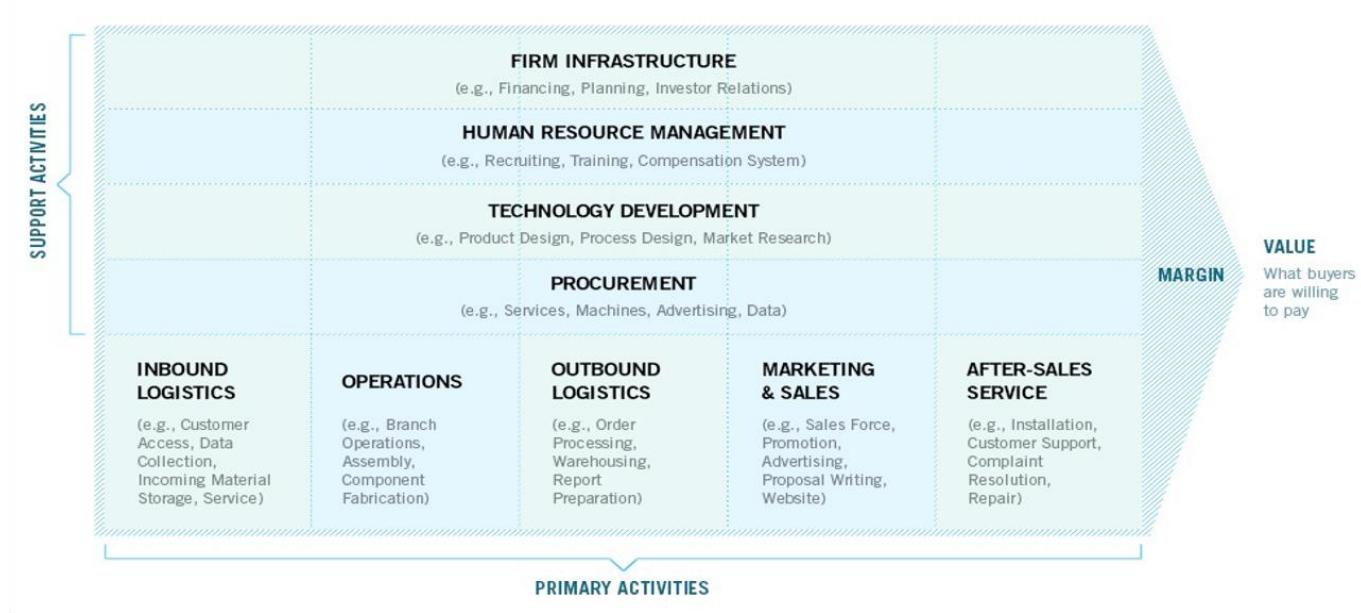 SUPPORT ACTIVITIES
FIRM INFRASTRUCTURE
(e.g., Financing, Planning, Investor Relations)
HUMAN RESOURCE MANAGEMENT
(e.g., Recruiting, Training, Compensation System)
TECHNOLOGY DEVELOPMENT
(e.g., Product Design, Process Design, Market Research)
PROCUREMENT
(e.g., Services, Machines, Advertising, Data)
INBOUND
LOGISTICS
(e.g., Customer
Access, Data
Collection,
Incoming Material
Storage, Service)
OPERATIONS
(e.g., Branch
Operations,
Assembly,
Component
Fabrication)
OUTBOUND
LOGISTICS
(e.g., Order
Processing,
Warehousing,
Report
Preparation)
MARKETING
& SALES
(e.g., Sales Force,
Promotion,
Advertising,
Proposal Writing,
Website)
AFTER-SALES
SERVICE
(e.g., Installation,
Customer Support,
Complaint
Resolution,
Repair)
MARGIN
VALUE
What buyers
are willing
to pay
PRIMARY ACTIVITIES